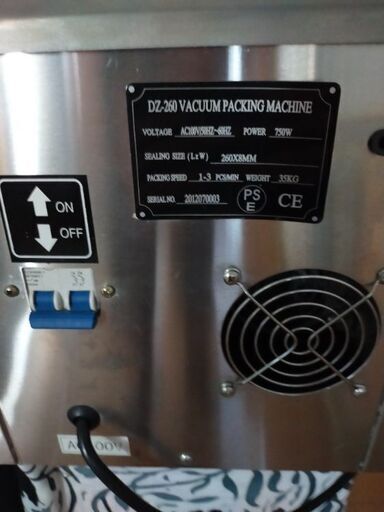 DZ-260 VACUUM PACKING MACHINE
VOLTAGE AC100V/50HZ~60HZ POWER 750W
SEALING SIZE (LxW) 260X8MM
PACKING SPEED 1-3 PCS/MIN WEIGHT 35KG
SERIAL NO. 2012070003 PS E CE
ON
OFF